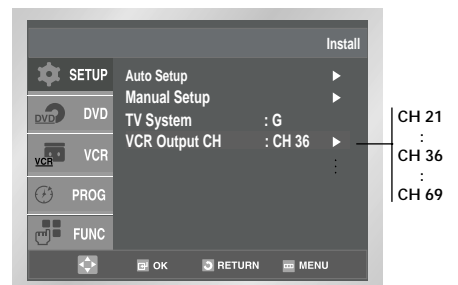 Install
SETUP
DVD DVD
VCR VCR
PROG
FUNC
Auto Setup ►
Manual Setup ►
TV System : G
VCR Output CH : CH 36 ►
CH 21
:
CH 36
:
CH 69
OK RETURN MENU